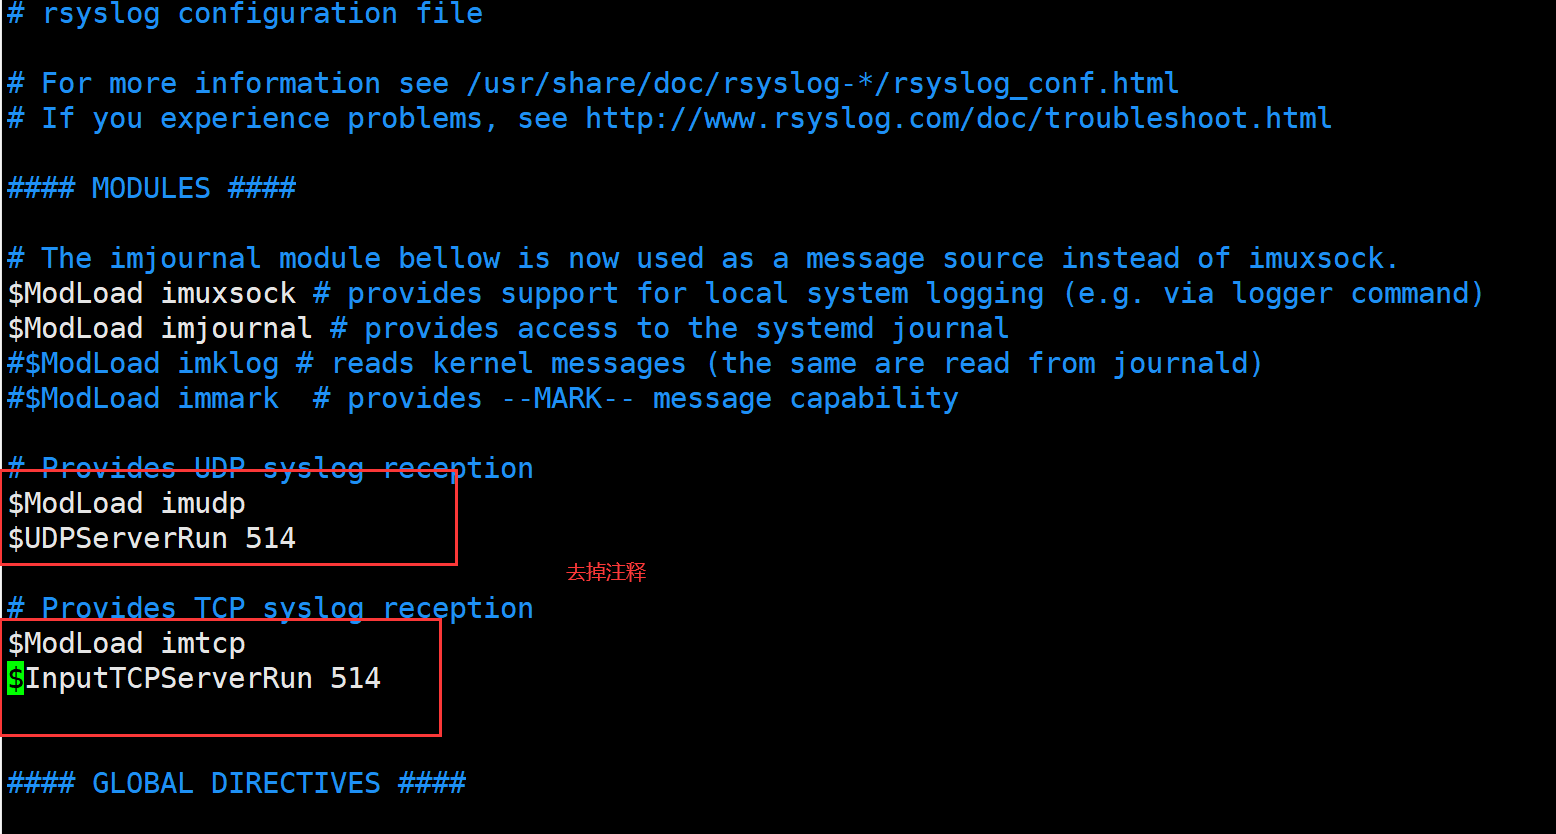 # rsyslog configuration file
# For more information see /usr/share/doc/rsyslog-*/rsyslog_conf.html
# If you experience problems, see http://www.rsyslog.com/doc/troubleshoot.html
#### MODULES ####
# The imjournal module bellow is now used as a message source instead of imuxsock.
$ModLoad imuxsock # provides support for local system logging (e.g. via logger command)
$ModLoad imjournal # provides access to the systemd journal
#$ModLoad imklog # reads kernel messages (the same are read from journald)
#$ModLoad immark  # provides --MARK-- message capability
# Provides UDP syslog reception
$ModLoad imudp
$UDPServerRun 514
去掉注释
# Provides TCP syslog reception
$ModLoad imtcp
$InputTCPServerRun 514
#### GLOBAL DIRECTIVES ####